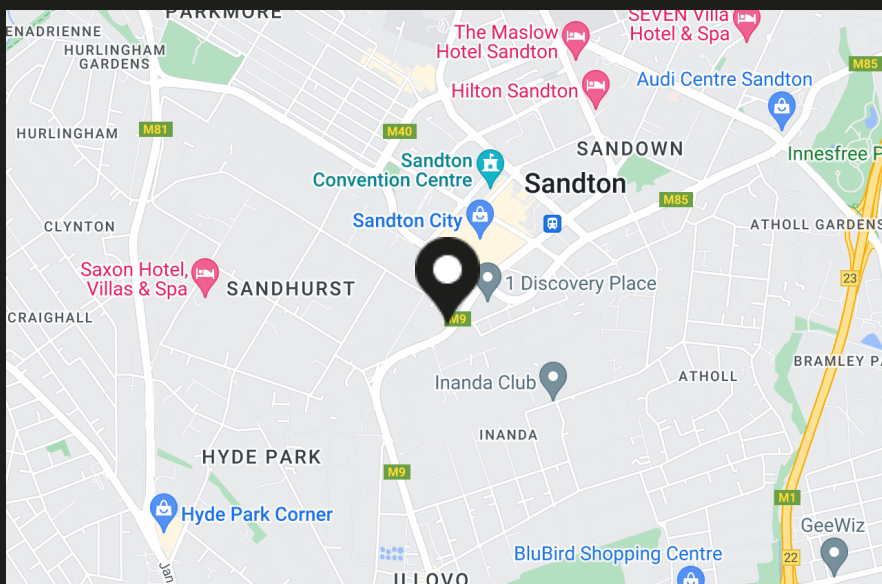 PARKMORE
SEVEN Villa
Hotel & Spa
The Maslow
Hotel Sandton
ENADRIENNE
HURLINGHAM
GARDENS
M85
Audi Centre Sandton
Hilton Sandton
HURLINGHAM
M81
M40
SANDOWN
Innesfree P
Sandton
Convention Centre
Sandton
M85
Sandton City
CLYNTON
ATHOLL GARDENS
Saxon Hotel,
Villas & Spa
SANDHURST
1 Discovery Place
23
CRAIGHALL
M9
BRAMLEY PA
Inanda Club
ATHOLL
INANDA
HYDE PARK
M9
M1
Hyde Park Corner
GeeWiz
BluBird Shopping Centre
22
Jan
ILLOVO